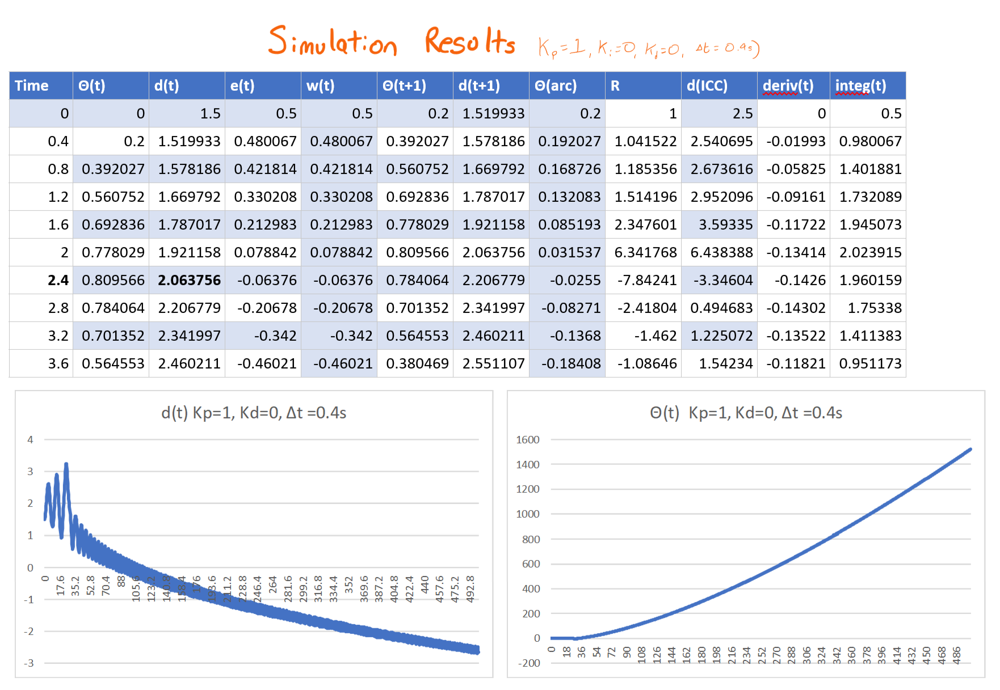 Simulation Results Kp=1, Ki=0, Kd=0, Δt = 0.4s)
Time Θ(t) d(t) e(t) w(t) Θ(t+1) d(t+1) Θ(arc) R d(ICC) deriv(t) integ(t)
0 0 1.5 0.5 0.5 0.2 1.519933 0.2 1 2.5 0 0.5
0.4 0.2 1.519933 0.480067 0.480067 0.392027 1.578186 0.192027 1.041522 2.540695 -0.01993 0.980067
0.8 0.392027 1.578186 0.421814 0.421814 0.560752 1.669792 0.168726 1.185356 2.673616 -0.05825 1.401881
1.2 0.560752 1.669792 0.330208 0.330208 0.692836 1.787017 0.132083 1.514196 2.952096 -0.09161 1.732089
1.6 0.692836 1.787017 0.212983 0.212983 0.778029 1.921158 0.085193 2.347601 3.59335 -0.11722 1.945073
2 0.778029 1.921158 0.078842 0.078842 0.809566 2.063756 0.031537 6.341768 6.438388 -0.13414 2.023915
2.4 0.809566 2.063756 -0.06376 -0.06376 0.784064 2.206779 -0.0255 -7.84241 -3.34604 -0.1426 1.960159
2.8 0.784064 2.206779 -0.20678 -0.20678 0.701352 2.341997 -0.08271 -2.41804 0.494683 -0.14302 1.75338
3.2 0.701352 2.341997 -0.342 -0.342 0.564553 2.460211 -0.1368 -1.462 1.225072 -0.13522 1.411383
3.6 0.564553 2.460211 -0.46021 -0.46021 0.380469 2.551107 -0.18408 -1.08646 1.54234 -0.11821 0.951173
d(t) Kp=1, Kd=0, Δt =0.4s
4
3
2
1
0
-1
-2
-3
0 17.6 35.2 52.8 70.4 88 105.6 123.2 140.8 158.4 176 193.6 211.2 228.8 246.4 264 281.6 299.2 316.8 334.4 352 369.6 387.2 404.8 422.4 440 457.6 475.2 492.8
Θ(t) Kp=1, Kd=0, Δt =0.4s
1600
1400
1200
1000
800
600
400
200
0
-200
0 18 36 54 72 90 108 126 144 162 180 198 216 234 252 270 288 306 324 342 360 378 396 414 432 450 468 486